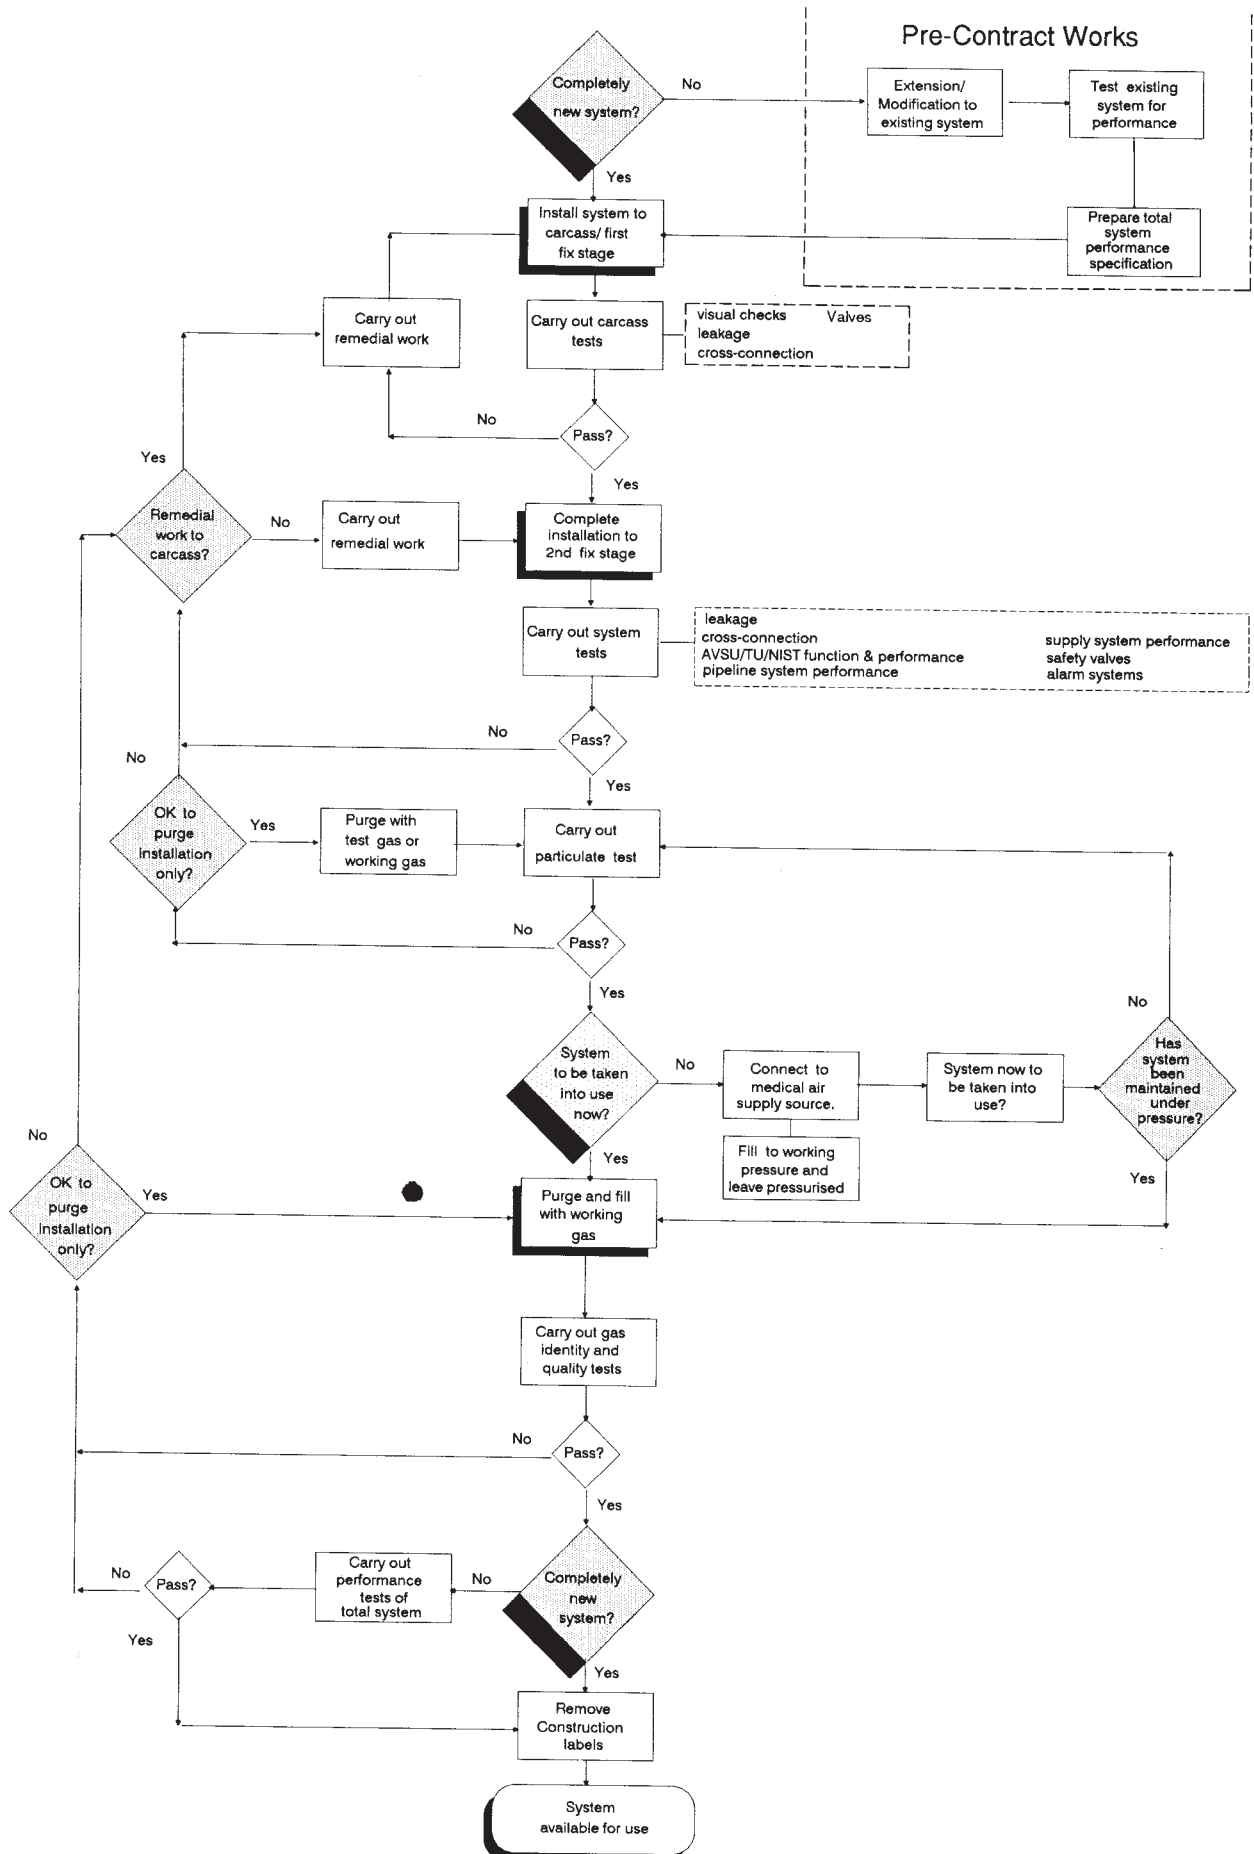 Pre-Contract Works
Completely
new system?
No
Extension/
Modification to
existing system
Test existing
system for
performance
Yes
Install system to
carcass/ first
fix stage
Prepare total
system
performance
specification
Carry out
remedial work
Carry out carcass
tests
visual checks Valves
leakage
cross-connection
No
Pass?
Yes
Yes
Remedial
work to
carcass?
No
Carry out
remedial work
Complete
installation to
2nd fix stage
Carry out system
tests
leakage
cross-connection
AVSU/TU/NIST function & performance
pipeline system performance
supply system performance
safety valves
alarm systems
No
Pass?
No
Yes
OK to
purge
installation
only?
Yes
Purge with
test gas or
working gas
Carry out
particulate test
No
Pass?
Yes
No
System
to be taken
into use
now?
No
Connect to
medical air
supply source.
System now to
be taken into
use?
Has
system
been
maintained
under
pressure?
Fill to working
pressure and
leave pressurised
Yes
Yes
No
OK to
purge
installation
only?
Yes
Purge and fill
with working
gas
Carry out gas
identity and
quality tests
No
Pass?
Yes
Completely
new
system?
No
Carry out
performance
tests of
total system
Pass?
No
Yes
Yes
Remove
Construction
labels
System
available for use